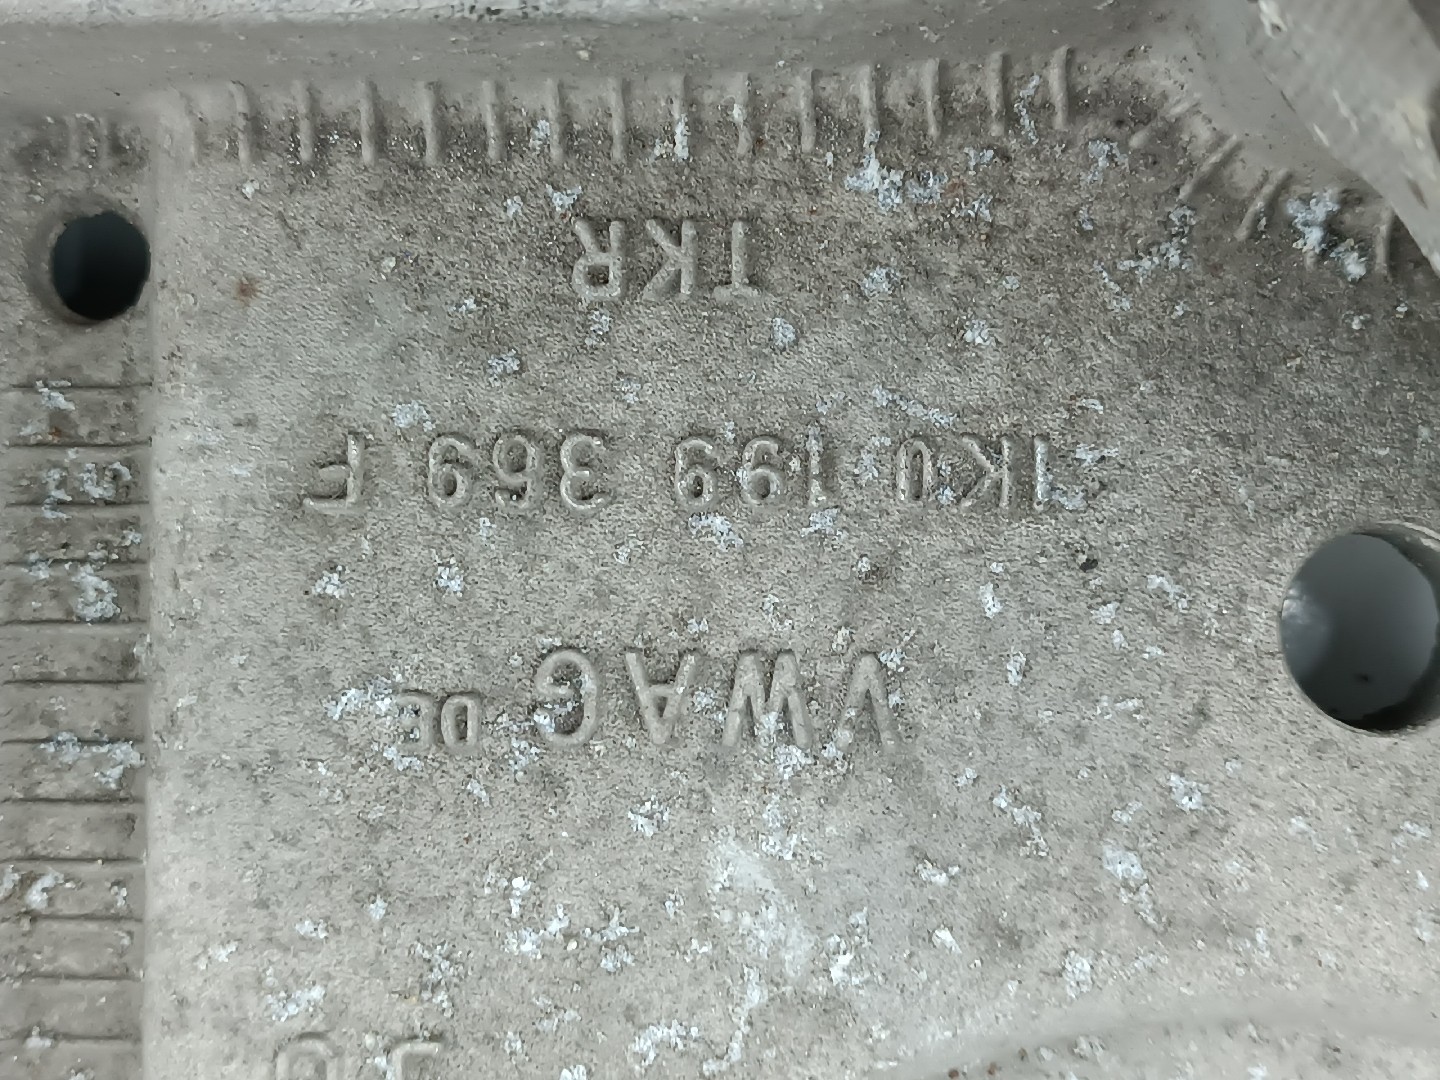 VWAG DE
1K0 199 369 F
TKR